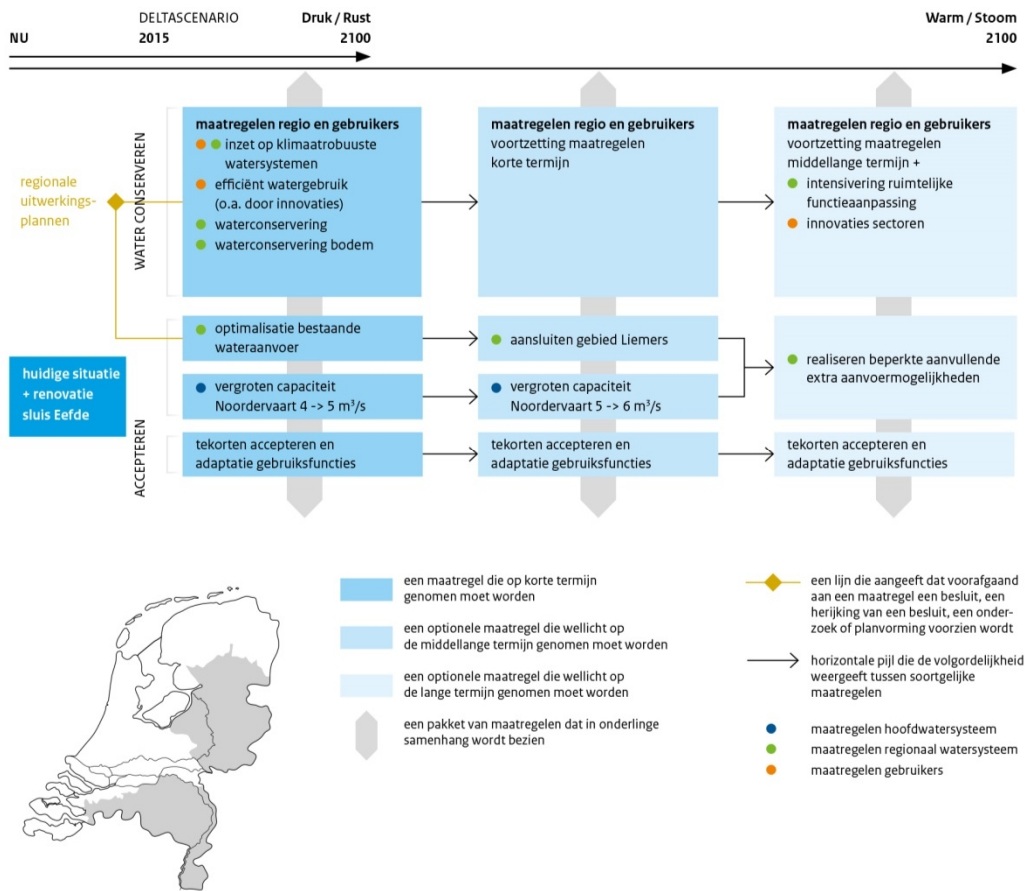 DELTASCENARIO
Druk / Rust
Warm / Stoom
NU
2015
2100
2100
WATER CONSERVEREN
regionale
uitwerkings-
plannen
maatregelen regio en gebruikers
inzet op klimaatrobuuste
watersystemen
efficiënt watergebruik
(o.a. door innovaties)
waterconservering
waterconservering bodem
maatregelen regio en gebruikers
voortzetting maatregelen
korte termijn
maatregelen regio en gebruikers
voortzetting maatregelen
middellange termijn +
intensivering ruimtelijke
functieaanpassing
innovaties sectoren
huidige situatie
+ renovatie
sluis Eefde
optimalisatie bestaande
wateraanvoer
aansluiten gebied Liemers
realiseren beperkte aanvullende
extra aanvoermogelijkheden
vergroten capaciteit
Noordervaart 4 -> 5 m³/s
vergroten capaciteit
Noordervaart 5 -> 6 m³/s
ACCEPTEREN
tekorten accepteren en
adaptatie gebruiksfuncties
tekorten accepteren en
adaptatie gebruiksfuncties
tekorten accepteren en
adaptatie gebruiksfuncties
een maatregel die op korte termijn
genomen moet worden
een optionele maatregel die wellicht op
de middellange termijn genomen moet worden
een optionele maatregel die wellicht op
de lange termijn genomen moet worden
een pakket van maatregelen dat in onderlinge
samenhang wordt bezien
een lijn die aangeeft dat voorafgaand
aan een maatregel een besluit, een
herijking van een besluit, een onder-
zoek of planvorming voorzien wordt
horizontale pijl die de volgordelijkheid
weergeeft tussen soortgelijke
maatregelen
maatregelen hoofdwatersysteem
maatregelen regionaal watersysteem
maatregelen gebruikers